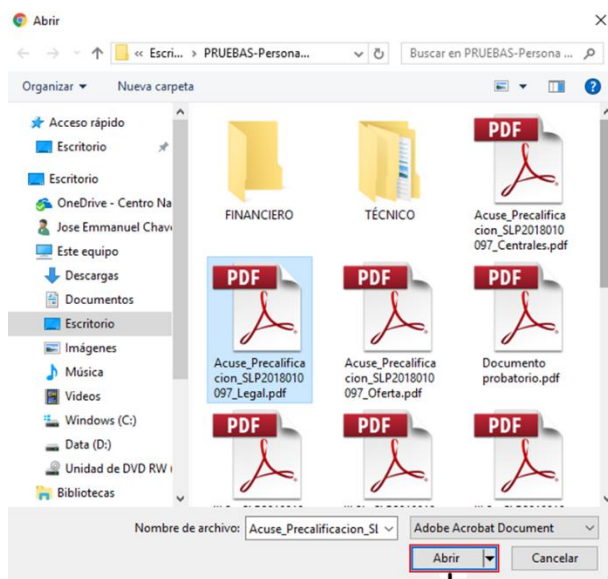 Abrir
« Escri... > PRUEBAS-Persona...
Buscar en PRUEBAS-Persona ...
Organizar
Nueva carpeta
Acceso rápido
Escritorio
Escritorio
OneDrive - Centro Na
Jose Emmanuel Chav
Este equipo
Descargas
Documentos
Escritorio
Imágenes
Música
Videos
Windows (C:)
Data (D:)
Unidad de DVD RW (
Bibliotecas
FINANCIERO
TÉCNICO
PDF
Acuse_Precalifica
cion_SLP2018010
097_Centrales.pdf
PDF
Acuse_Precalifica
cion_SLP2018010
097_Legal.pdf
PDF
Acuse_Precalifica
cion_SLP2018010
097_Oferta.pdf
PDF
Documento
probatorio.pdf
PDF
PDF
PDF
Nombre de archivo:
Acuse_Precalificacion_Sl
Adobe Acrobat Document
Abrir
Cancelar